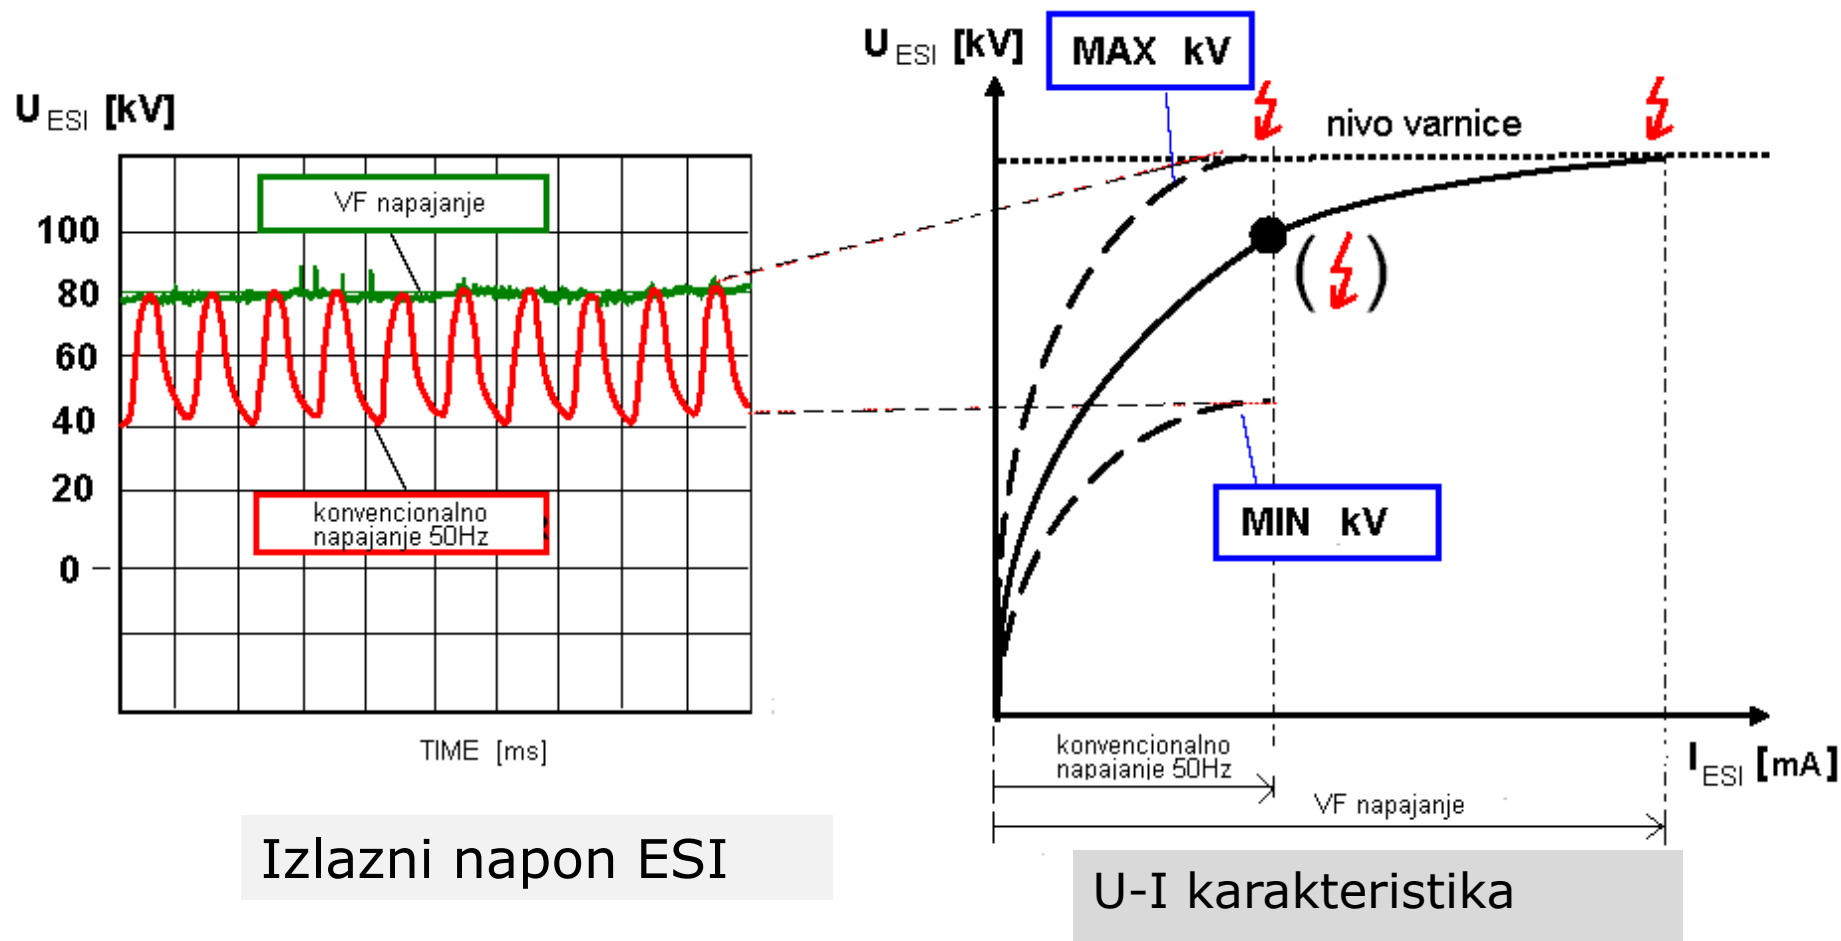 U ESI [kV]
VF napajanje
100
80
60
40
20
0
konvencionalno
napajanje 50Hz
TIME [ms]
Izlazni napon ESI
U ESI [kV]
MAX kV
nivo varnice
( )
MIN kV
konvencionalno
napajanje 50Hz
VF napajanje
I ESI [mA]
U-I karakteristika